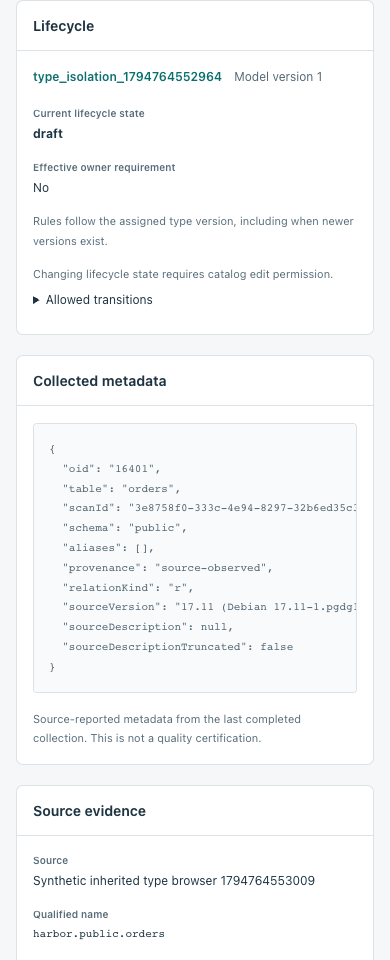 Lifecycle
type_isolation_1794764552964 Model version 1
Current lifecycle state
draft
Effective owner requirement
No
Rules follow the assigned type version, including when newer
versions exist.
Changing lifecycle state requires catalog edit permission.
Allowed transitions
Collected metadata
{
"oid": "16401",
"table": "orders",
"scanId": "3e8758f0-333c-4e94-8297-32b6ed35c
"schema": "public",
"aliases": [],
"provenance": "source-observed",
"relationKind": "r",
"sourceVersion": "17.11 (Debian 17.11-1.pgdg
"sourceDescription": null,
"sourceDescriptionTruncated": false
}
Source-reported metadata from the last completed
collection. This is not a quality certification.
Source evidence
Source
Synthetic inherited type browser 1794764553009
Qualified name
harbor.public.orders